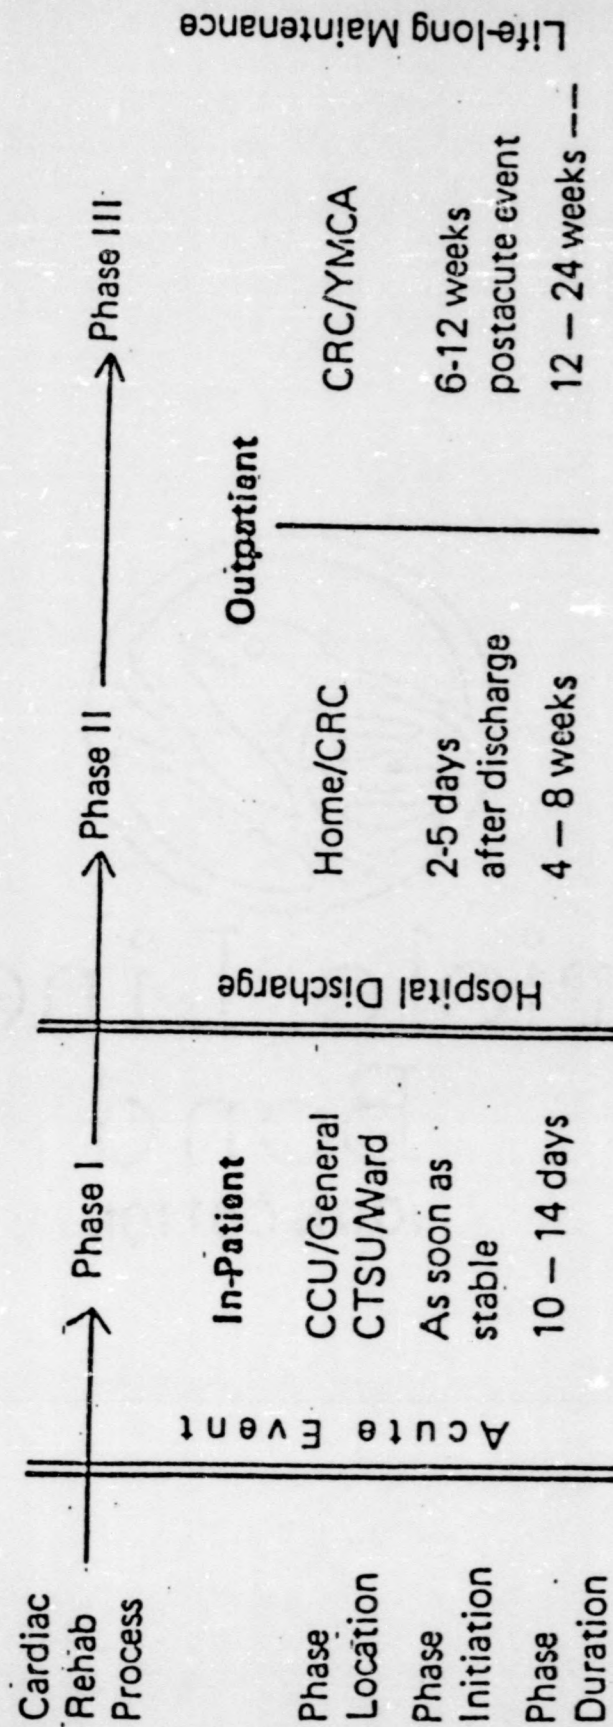 Cardiac
Rehab
Process
Phase I
Phase II
Phase III
In-Patient
Outpatient
Phase
Location
CCU/General
CTSU/Ward
Home/CRC
CRC/YMCA
Phase
Initiation
As soon as
stable
2-5 days
after discharge
6-12 weeks
postacute event
Phase
Duration
10 – 14 days
4 – 8 weeks
12 – 24 weeks ––
Acute Event
Hospital Discharge
Life-long Maintenance